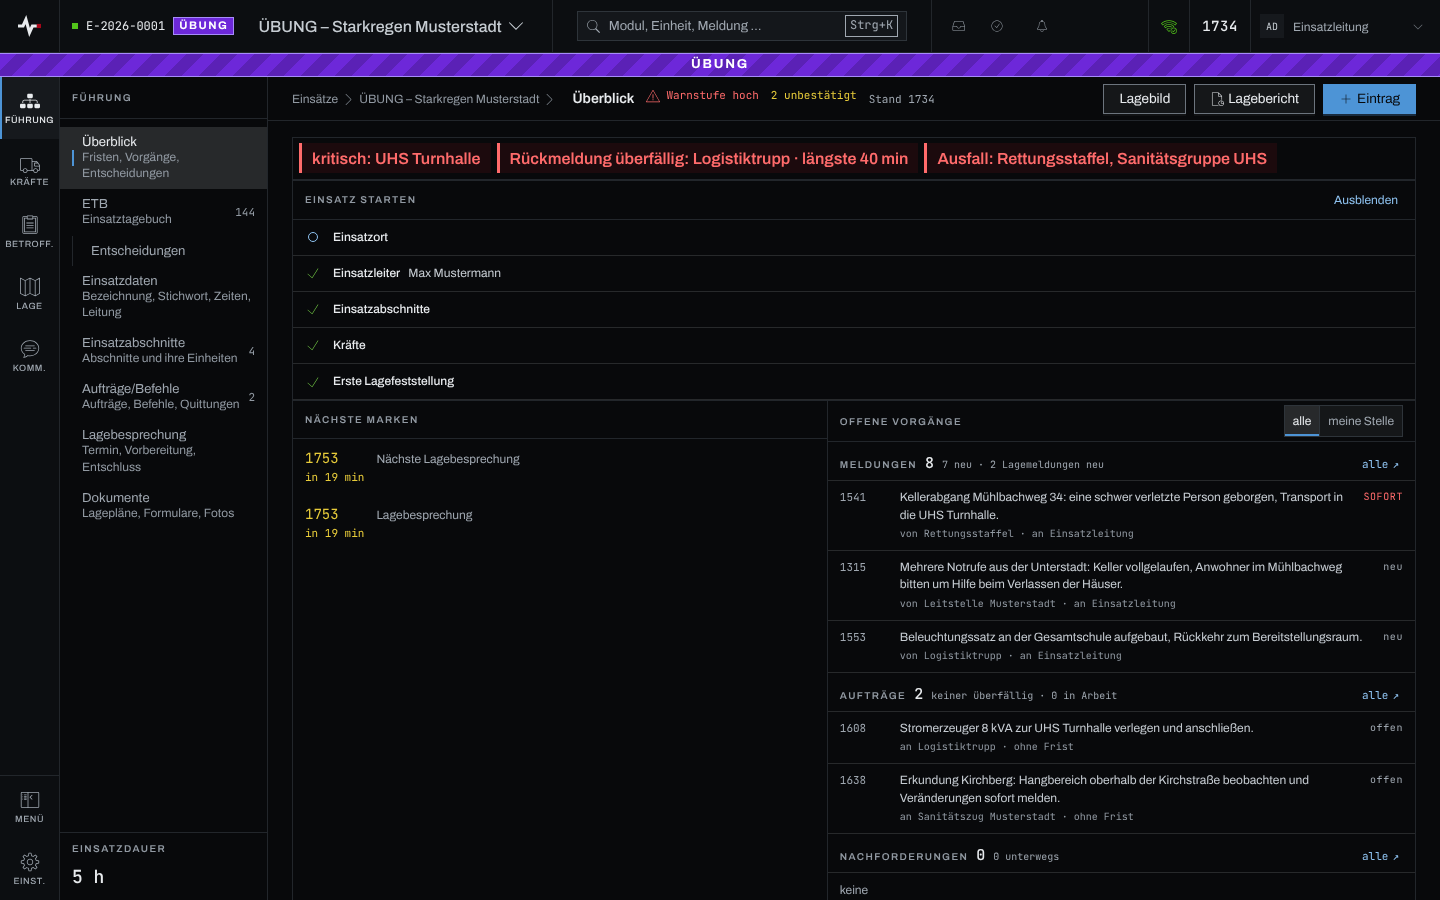 E-2026-0001 ÜBUNG ÜBUNG – Starkregen Musterstadt Modul, Einheit, Meldung ... Strg+K 1734 AD Einsatzleitung
ÜBUNG
FÜHRUNG
KRÄFTE
BETROFF.
LAGE
KOMM.
MENÜ
EINST.
FÜHRUNG
Überblick
Fristen, Vorgänge,
Entscheidungen
ETB
Einsatztagebuch 144
Entscheidungen
Einsatzdaten
Bezeichnung, Stichwort, Zeiten,
Leitung
Einsatzabschnitte
Abschnitte und ihre Einheiten 4
Aufträge/Befehle
Aufträge, Befehle, Quittungen 2
Lagebesprechung
Termin, Vorbereitung,
Entschluss
Dokumente
Lagepläne, Formulare, Fotos
EINSATZDAUER
5 h
Einsätze ÜBUNG – Starkregen Musterstadt Überblick Warnstufe hoch 2 unbestätigt Stand 1734 Lagebild Lagebericht + Eintrag
kritisch: UHS Turnhalle Rückmeldung überfällig: Logistiktrupp · längste 40 min Ausfall: Rettungsstaffel, Sanitätsgruppe UHS
EINSATZ STARTEN Ausblenden
Einsatzort
Einsatzleiter Max Mustermann
Einsatzabschnitte
Kräfte
Erste Lagefeststellung
NÄCHSTE MARKEN
1753 Nächste Lagebesprechung
in 19 min
1753 Lagebesprechung
in 19 min
OFFENE VORGÄNGE alle meine Stelle
MELDUNGEN 8 7 neu · 2 Lagemeldungen neu alle ↗
1541 Kellerabgang Mühlbachweg 34: eine schwer verletzte Person geborgen, Transport in SOFORT
die UHS Turnhalle.
von Rettungsstaffel · an Einsatzleitung
1315 Mehrere Notrufe aus der Unterstadt: Keller vollgelaufen, Anwohner im Mühlbachweg neu
bitten um Hilfe beim Verlassen der Häuser.
von Leitstelle Musterstadt · an Einsatzleitung
1553 Beleuchtungssatz an der Gesamtschule aufgebaut, Rückkehr zum Bereitstellungsraum. neu
von Logistiktrupp · an Einsatzleitung
AUFTRÄGE 2 keiner überfällig · 0 in Arbeit alle ↗
1608 Stromerzeuger 8 kVA zur UHS Turnhalle verlegen und anschließen. offen
an Logistiktrupp · ohne Frist
1638 Erkundung Kirchberg: Hangbereich oberhalb der Kirchstraße beobachten und offen
Veränderungen sofort melden.
an Sanitätszug Musterstadt · ohne Frist
NACHFORDERUNGEN 0 0 unterwegs alle ↗
keine